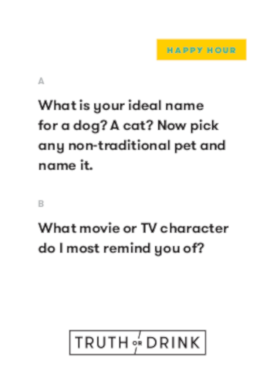 HAPPY HOUR
A
What is your ideal name
for a dog? A cat? Now pick
any non-traditional pet and
name it.
B
What movie or TV character
do I most remind you of?
TRUTH OR DRINK